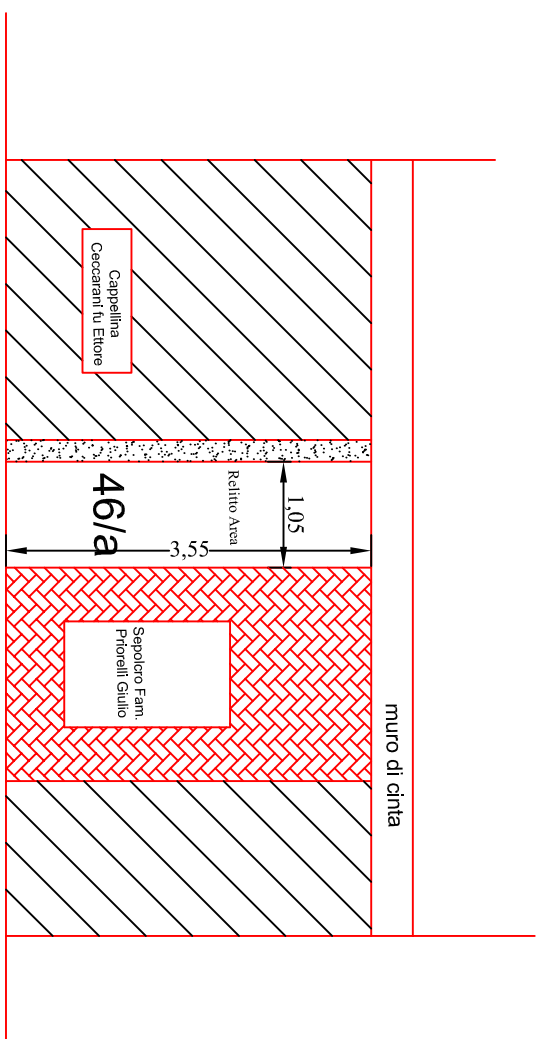 muro di cinta
Cappellina
Ceccarani fu Ettore
Relitto Area
1,05
3,55
46/a
Sepolcro Fam.
Priorelli Giulio